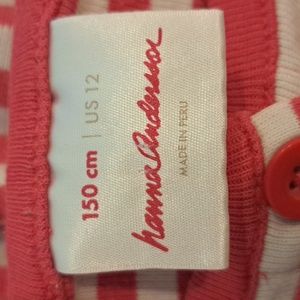 150 cm | US 12
hanna andersson
MADE IN PERU